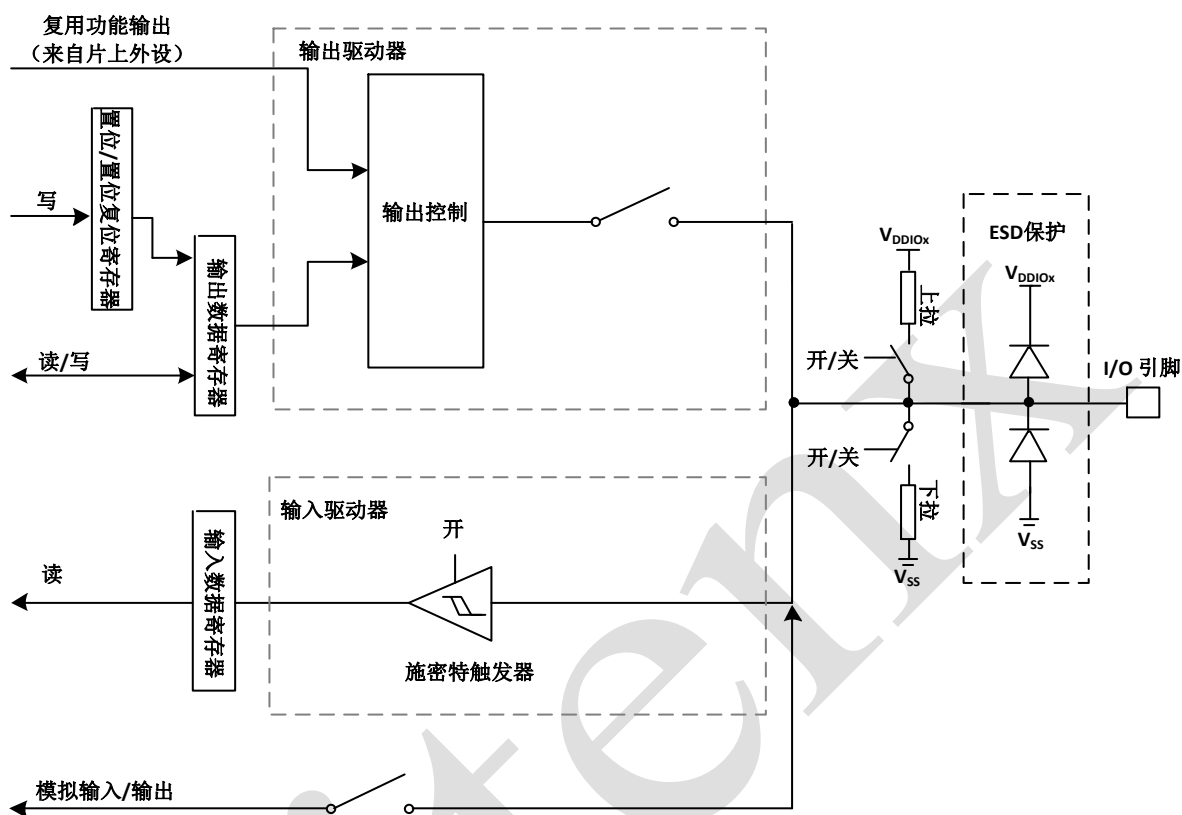 复用功能输出
（来自片上外设）
输出驱动器
置位/置位复位寄存器
写
输出控制
输出数据寄存器
读/写
V_DDIOx
上拉
开/关
ESD保护
V_DDIOx
I/O 引脚
开/关
下拉
V_SS
V_SS
输入驱动器
开
输入数据寄存器
读
施密特触发器
模拟输入/输出